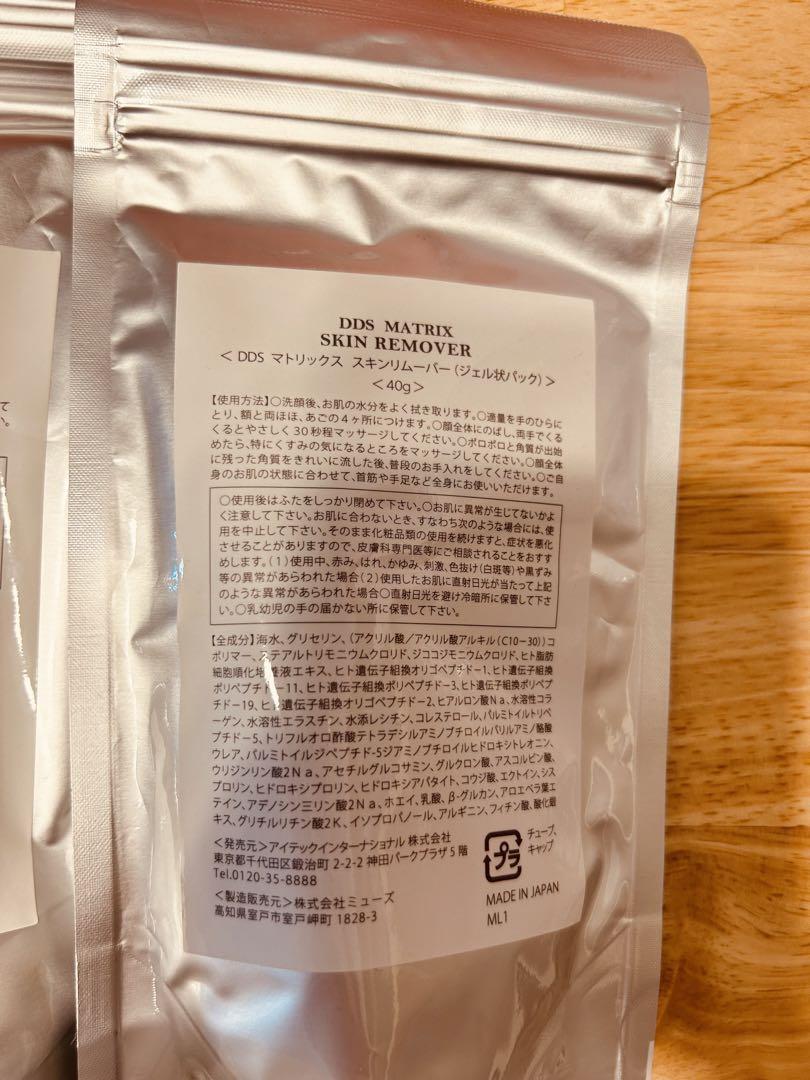 DDS MATRIX
SKIN REMOVER
＜DDS マトリックス スキンリムーバー（ジェル状パック）＞
＜40g＞
【使用方法】○洗顔後、お肌の水分をよく拭き取ります。○適量を手のひらに
とり、額と両ほほ、あごの4ヶ所につけます。○顔全体にのばし、両手でくる
くるとやさしく30秒程マッサージしてください。○ポロポロと角質が出始
めたら、特にくすみの気になるところをマッサージしてください。○顔全体
に残った角質をきれいに流した後、普段のお手入れをしてください。○ご自
身のお肌の状態に合わせて、首筋や手足など全身にお使いいただけます。
○使用後はふたをしっかり閉めて下さい。○お肌に異常が生じてないかよ
く注意して下さい。お肌に合わないとき、すなわち次のような場合には、使
用を中止して下さい。そのまま化粧品類の使用を続けますと、症状を悪化
させることがありますので、皮膚科専門医等にご相談されることをおすす
めします。（1）使用中、赤み、はれ、かゆみ、刺激、色抜け（白斑等）や黒ずみ
等の異常があらわれた場合（2）使用したお肌に直射日光が当たって上記
のような異常があらわれた場合○直射日光を避け冷暗所に保管して下さ
い。○乳幼児の手の届かない所に保管して下さい。
【全成分】海水、グリセリン、（アクリル酸/アクリル酸アルキル（C10－30））コ
ポリマー、ステアルトリモニウムクロリド、ジココジモニウムクロリド、ヒト脂肪
細胞順化培養液エキス、ヒト遺伝子組換オリゴペプチド－1、ヒト遺伝子組換
ポリペプチド－11、ヒト遺伝子組換ポリペプチド－3、ヒト遺伝子組換ポリペプ
チド－19、ヒト遺伝子組換オリゴペプチド－2、ヒアルロン酸Na、水溶性コラ
ーゲン、水溶性エラスチン、水添レシチン、コレステロール、パルミトイルトリペ
プチド－5、トリフルオロ酢酸テトラデシルアミノブチロイルバリルアミノ酪酸
ウレア、パルミトイルジペプチド-5ジアミノブチロイルヒドロキシトレオニン、
ウリジンリン酸2Na、アセチルグルコサミン、グルクロン酸、アスコルビン酸、
プロリン、ヒドロキシプロリン、ヒドロキシアパタイト、コウジ酸、エクトイン、シス
テイン、アデノシン三リン酸2Na、ホエイ、乳酸、β-グルカン、アロエベラ葉エ
キス、グリチルリチン酸2K、イソプロパノール、アルギニン、フィチン酸、酸化銀
＜発売元＞アイテックインターナショナル 株式会社
東京都千代田区鍛治町 2-2-2 神田パークプラザ 5 階
Tel.0120-35-8888
＜製造販売元＞株式会社ミューズ
高知県室戸市室戸岬町 1828-3
プラ
チューブ、
キャップ
MADE IN JAPAN
ML1
て
い。